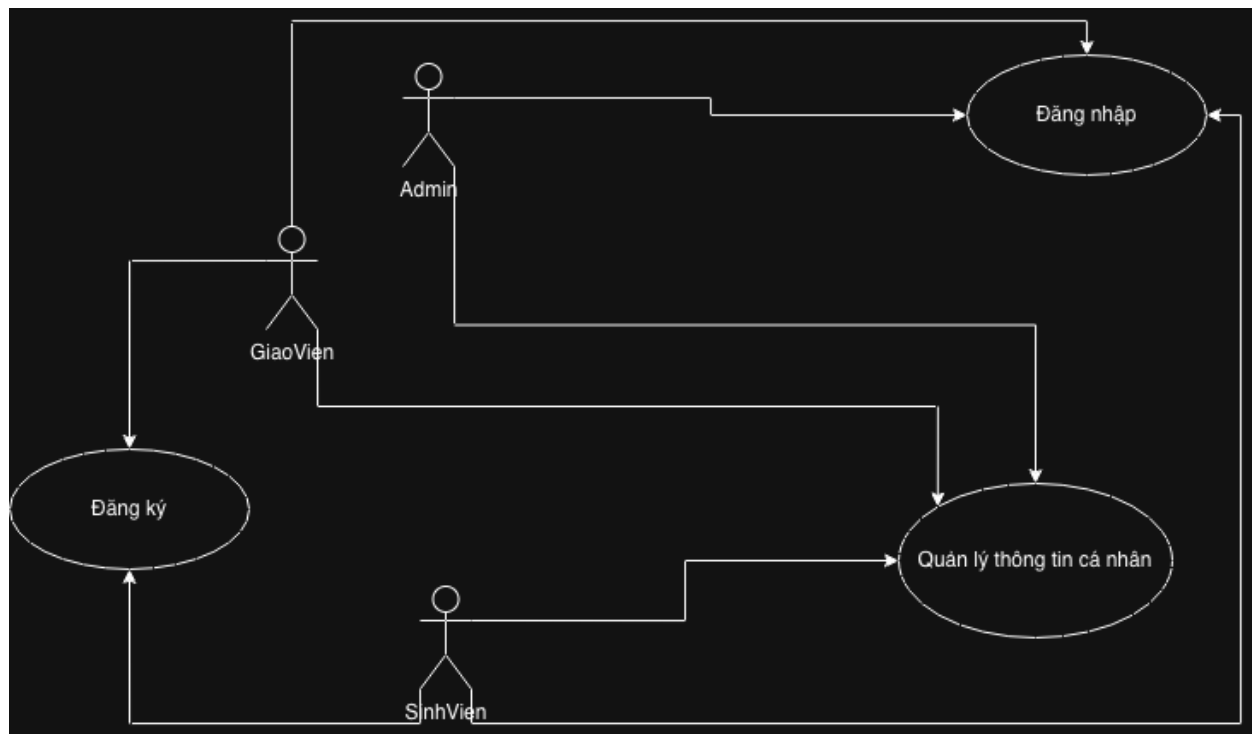 Đăng nhập
Admin
GiaoVien
Đăng ký
Quản lý thông tin cá nhân
SinhVien